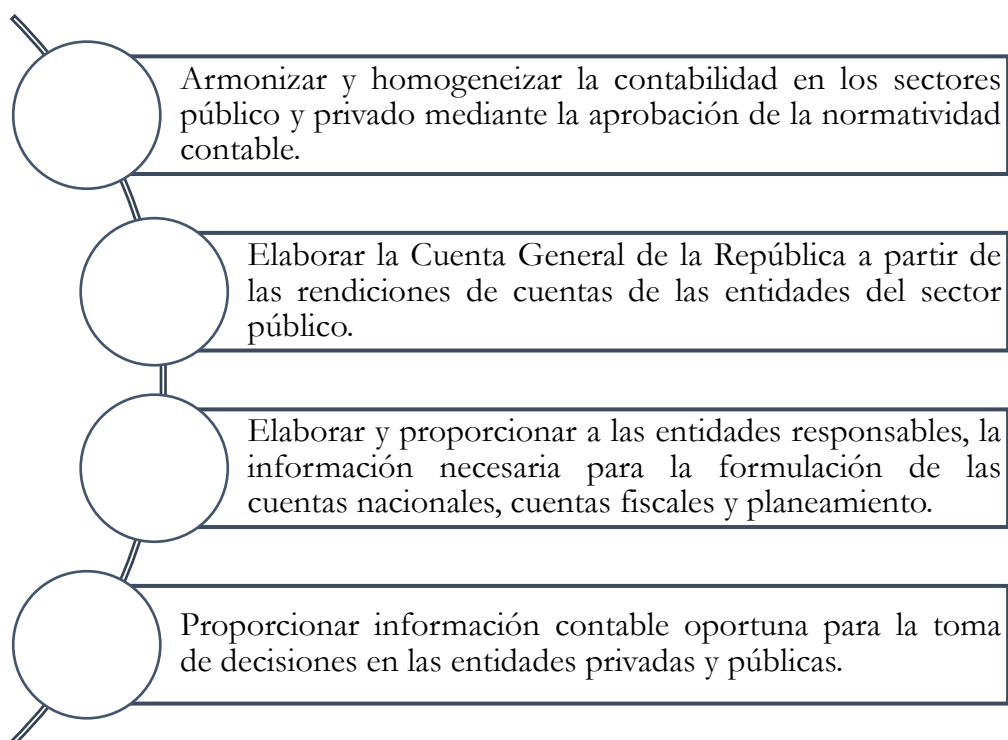 Armonizar y homogeneizar la contabilidad en los sectores
público y privado mediante la aprobación de la normatividad
contable.
Elaborar la Cuenta General de la República a partir de
las rendiciones de cuentas de las entidades del sector
público.
Elaborar y proporcionar a las entidades responsables, la
información necesaria para la formulación de las
cuentas nacionales, cuentas fiscales y planeamiento.
Proporcionar información contable oportuna para la toma
de decisiones en las entidades privadas y públicas.